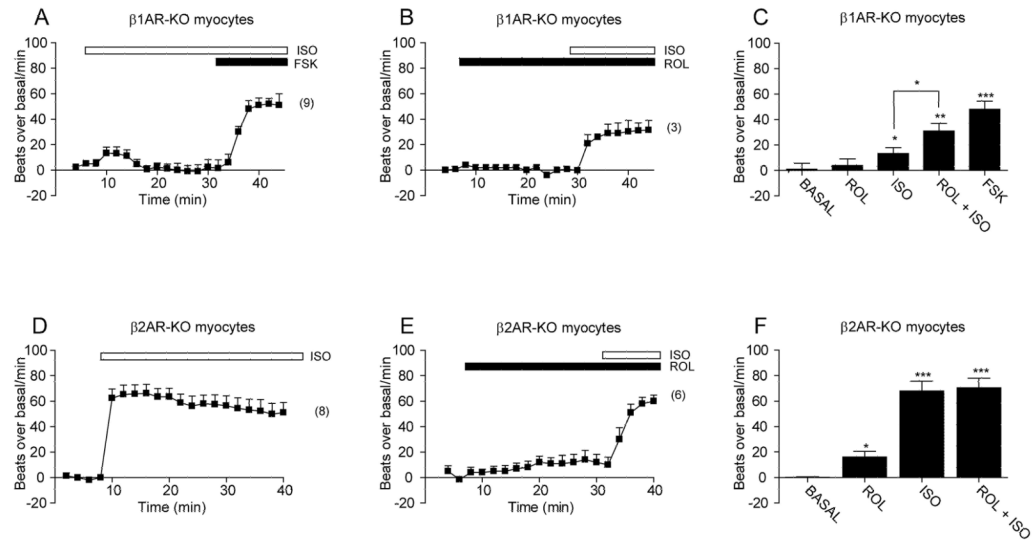 A
β1AR-KO myocytes
Beats over basal/min
100
80
60
40
20
0
-20
ISO
FSK
(9)
10
20
30
40
Time (min)
B
β1AR-KO myocytes
Beats over basal/min
100
80
60
40
20
0
-20
ISO
ROL
(3)
10
20
30
40
Time (min)
C
β1AR-KO myocytes
Beats over basal/min
100
80
60
40
20
0
-20
*
*
**
***
BASAL
ROL
ISO
ROL + ISO
FSK
D
β2AR-KO myocytes
Beats over basal/min
100
80
60
40
20
0
-20
ISO
(8)
10
20
30
40
Time (min)
E
β2AR-KO myocytes
Beats over basal/min
100
80
60
40
20
0
-20
ISO
ROL
(6)
10
20
30
40
Time (min)
F
β2AR-KO myocytes
Beats over basal/min
100
80
60
40
20
0
-20
*
***
***
BASAL
ROL
ISO
ROL + ISO